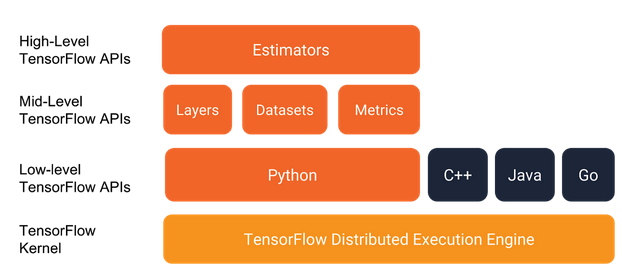 High-Level
TensorFlow APIs
Estimators
Mid-Level
TensorFlow APIs
Layers
Datasets
Metrics
Low-level
TensorFlow APIs
Python
C++
Java
Go
TensorFlow
Kernel
TensorFlow Distributed Execution Engine